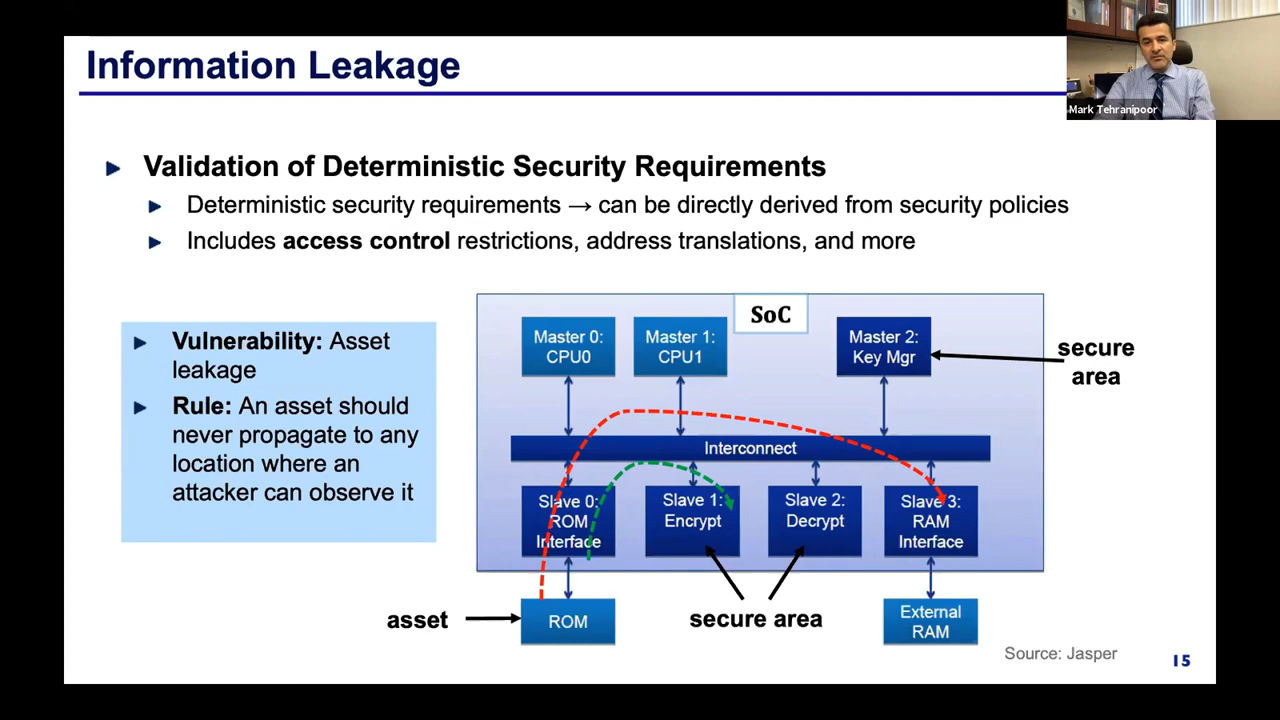 Information Leakage
Mark Tehranipoor
Validation of Deterministic Security Requirements
Deterministic security requirements → can be directly derived from security policies
Includes access control restrictions, address translations, and more
Vulnerability: Asset
leakage
Rule: An asset should
never propagate to any
location where an
attacker can observe it
SoC
Master 0:
CPU0
Master 1:
CPU1
Master 2:
Key Mgr
secure
area
Interconnect
Slave 0:
ROM
Interface
Slave 1:
Encrypt
Slave 2:
Decrypt
Slave 3:
RAM
Interface
asset
ROM
secure area
External
RAM
Source: Jasper
15